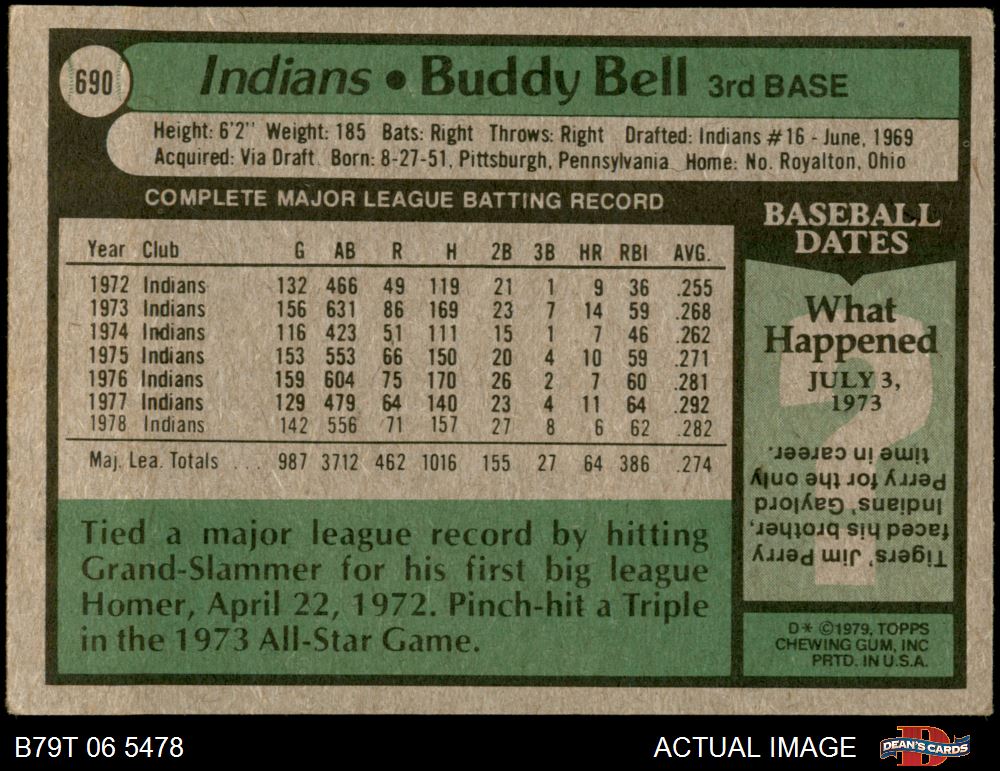 690
Indians • Buddy Bell 3rd BASE
Height: 6'2" Weight: 185 Bats: Right Throws: Right Drafted: Indians #16 - June, 1969
Acquired: Via Draft Born: 8-27-51, Pittsburgh, Pennsylvania Home: No. Royalton, Ohio
COMPLETE MAJOR LEAGUE BATTING RECORD
Year Club G AB R H 2B 3B HR RBI AVG.
1972 Indians 132 466 49 119 21 1 9 36 .255
1973 Indians 156 631 86 169 23 7 14 59 .268
1974 Indians 116 423 51 111 15 1 7 46 .262
1975 Indians 153 553 66 150 20 4 10 59 .271
1976 Indians 159 604 75 170 26 2 7 60 .281
1977 Indians 129 479 64 140 23 4 11 64 .292
1978 Indians 142 556 71 157 27 8 6 62 .282
Maj. Lea. Totals ... 987 3712 462 1016 155 27 64 386 .274
Tied a major league record by hitting
Grand-Slammer for his first big league
Homer, April 22, 1972. Pinch-hit a Triple
in the 1973 All-Star Game.
BASEBALL
DATES
What
Happened
JULY 3,
1973
?
Tigers' Jim Perry
faced his brother,
Indians' Gaylord
Perry for the only
time in career.
D* ©1979, TOPPS
CHEWING GUM, INC
PRTD. IN U.S.A.
B79T 06 5478
ACTUAL IMAGE
D
DEAN'S CARDS